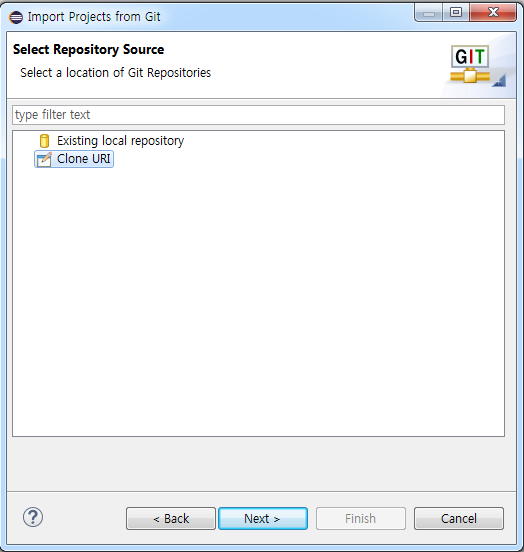 Import Projects from Git
Select Repository Source
Select a location of Git Repositories
GIT
type filter text
Existing local repository
Clone URI
?
< Back
Next >
Finish
Cancel